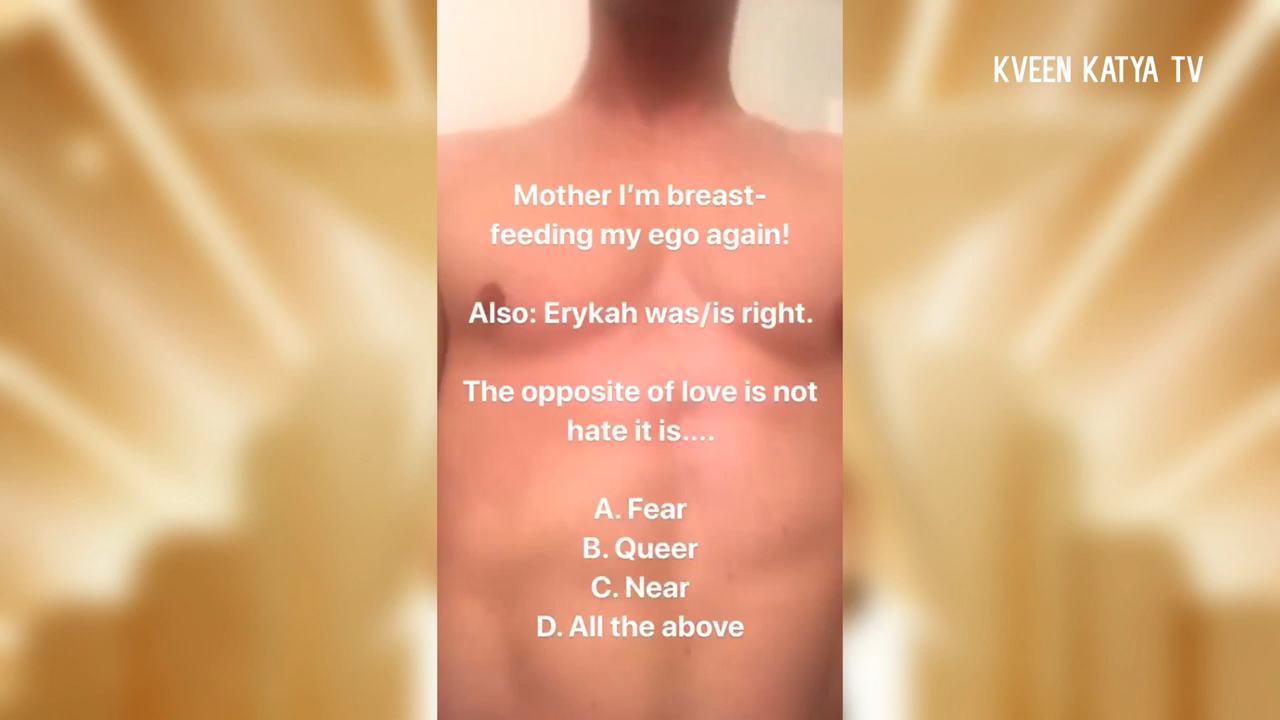 KVEEN KATYA TV
Mother I’m breast-
feeding my ego again!
Also: Erykah was/is right.
The opposite of love is not
hate it is....
A. Fear
B. Queer
C. Near
D. All the above